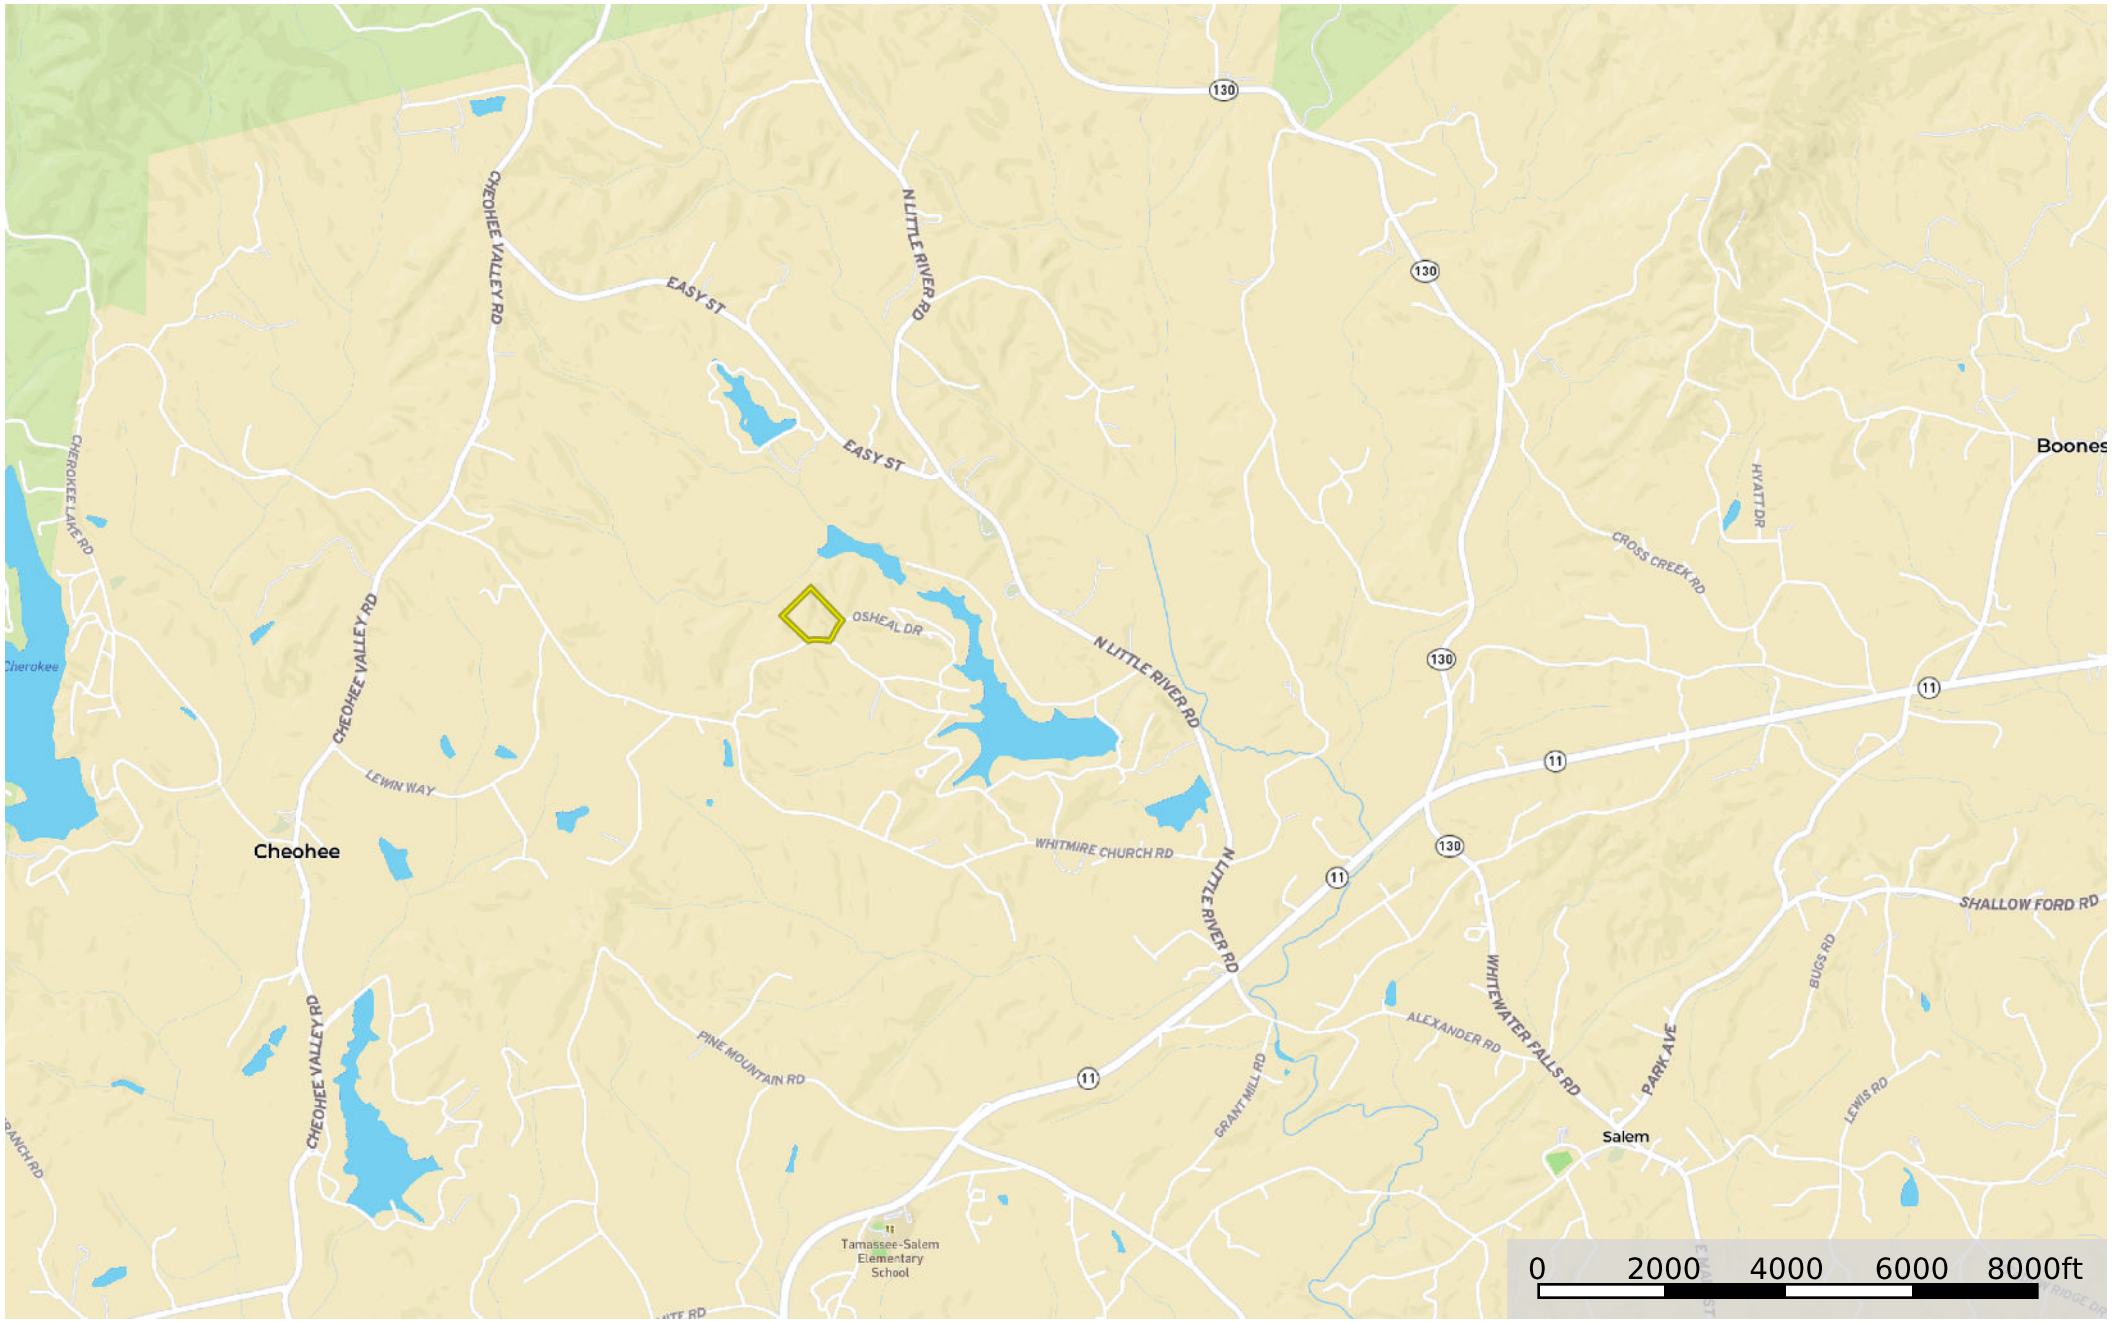 130
CHEOHEE VALLEY RD
N LITTLE RIVER RD
130
EASY ST
EASY ST
CHEROKEE LAKE RD
Boones
HYATT DR
CROSS CREEK RD
OSHEAL DR
CHEOHEE VALLEY RD
N LITTLE RIVER RD
130
Cherokee
11
11
LEWIN WAY
130
WHITMIRE CHURCH RD
Cheohee
11
N LITTLE RIVER RD
SHALLOW FORD RD
BUGS RD
WHITEWATER FALLS RD
CHEOHEE VALLEY RD
PINE MOUNTAIN RD
ALEXANDER RD
PARK AVE
11
GRANT MILL RD
LEWIS RD
RANCH RD
Salem
Tamassee-Salem
Elementary
School
0 2000 4000 6000 8000ft
RIDGE DR